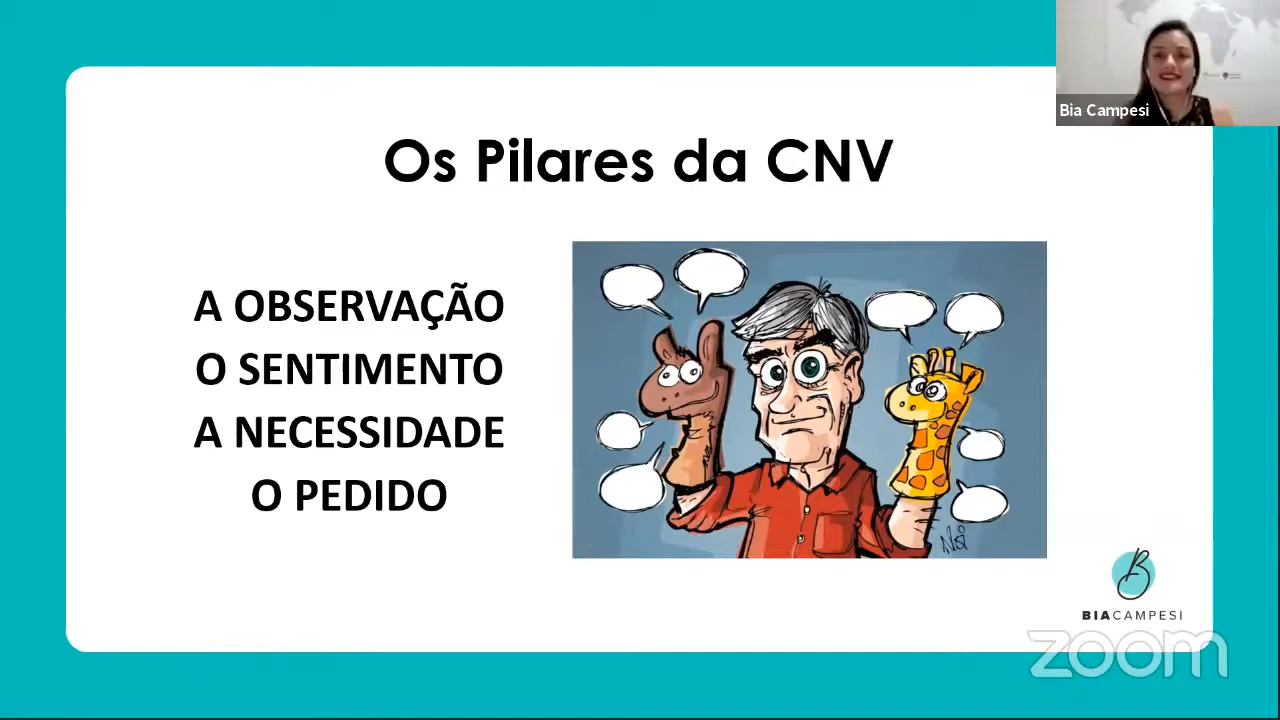 Bia Campesi
Os Pilares da CNV
A OBSERVAÇÃO
O SENTIMENTO
A NECESSIDADE
O PEDIDO
B
BIACAMPESI
zoom